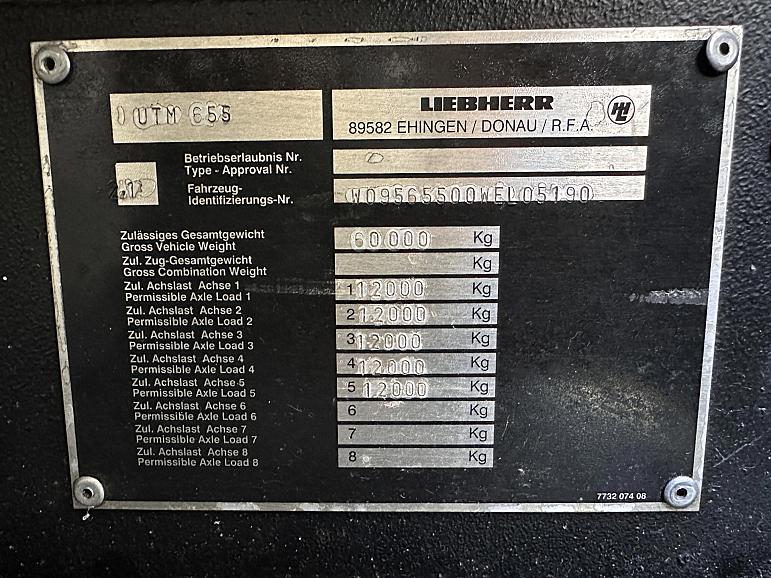 UTM 655
LIEBHERR
89582 EHINGEN / DONAU / R.F.A.
Betriebserlaubnis Nr.
Type - Approval Nr.
Fahrzeug-
Identifizierungs-Nr.
W09565500WEL05190
Zulässiges Gesamtgewicht
Gross Vehicle Weight
60000 Kg
Zul. Zug-Gesamtgewicht
Gross Combination Weight
Kg
Zul. Achslast Achse 1
Permissible Axle Load 1
1 12000 Kg
Zul. Achslast Achse 2
Permissible Axle Load 2
2 12000 Kg
Zul. Achslast Achse 3
Permissible Axle Load 3
3 12000 Kg
Zul. Achslast Achse 4
Permissible Axle Load 4
4 12000 Kg
Zul. Achslast Achse 5
Permissible Axle Load 5
5 12000 Kg
Zul. Achslast Achse 6
Permissible Axle Load 6
6 Kg
Zul. Achslast Achse 7
Permissible Axle Load 7
7 Kg
Zul. Achslast Achse 8
Permissible Axle Load 8
8 Kg
7732 074 08